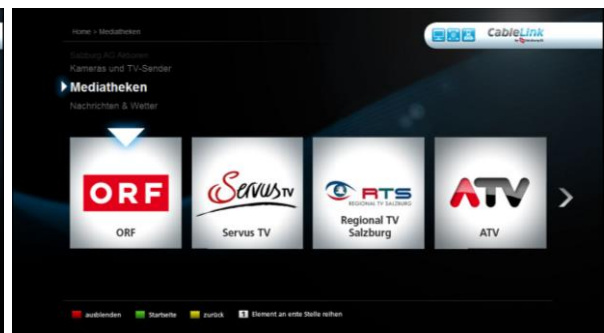 Home > Mediatheken
CableLink
Salzburg AG Aktionen
Kameras und TV-Sender
Mediatheken
Nachrichten & Wetter
ORF
Servus TV
RTS
REGIONAL TV SALZBURG
ATV
ORF
Servus TV
Regional TV
Salzburg
ATV
ausblenden Startseite zurück 1 Element an erste Stelle reihen